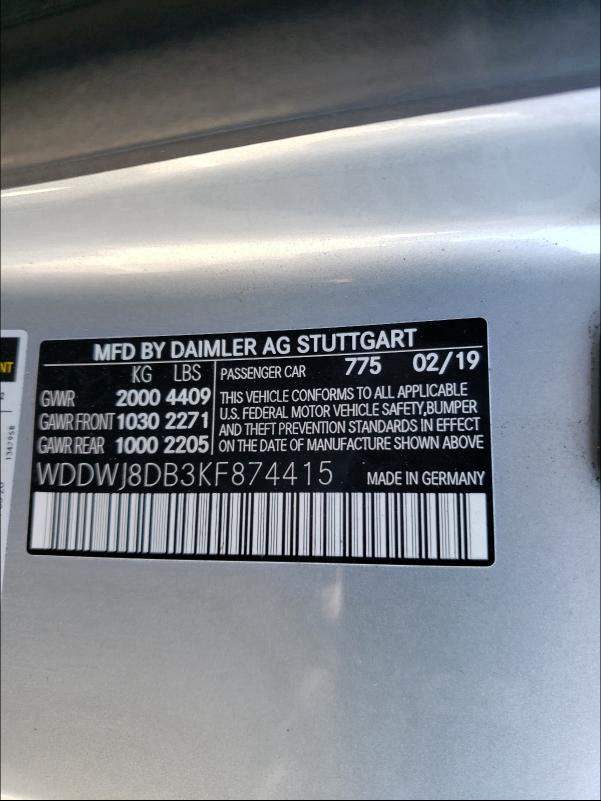 MFD BY DAIMLER AG STUTTGART
KG LBS
GVWR 2000 4409
GAWR FRONT 1030 2271
GAWR REAR 1000 2205
PASSENGER CAR 775 02/19
THIS VEHICLE CONFORMS TO ALL APPLICABLE
U.S. FEDERAL MOTOR VEHICLE SAFETY,BUMPER
AND THEFT PREVENTION STANDARDS IN EFFECT
ON THE DATE OF MANUFACTURE SHOWN ABOVE
WDDWJ8DB3KF874415 MADE IN GERMANY